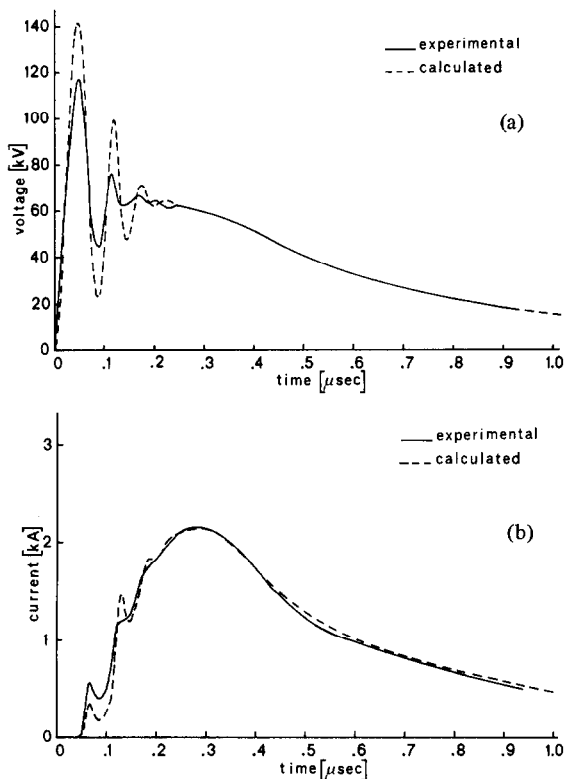 experimental
calculated
(a)
voltage [kV]
140
120
100
80
60
40
20
0
0 .1 .2 .3 .4 .5 .6 .7 .8 .9 1.0
time [μsec]
experimental
calculated
(b)
current [kA]
3
2
1
0
0 .1 .2 .3 .4 .5 .6 .7 .8 .9 1.0
time [μsec]